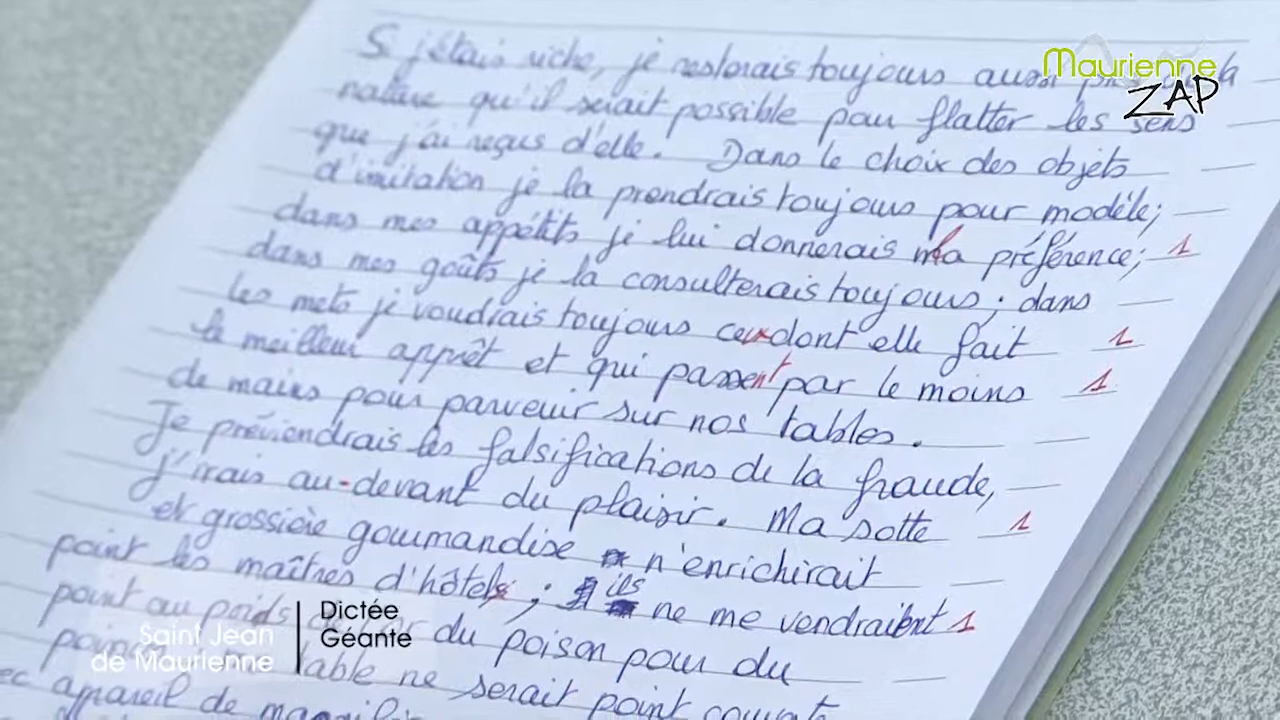 S j'étais riche, je resterais toujours aussi près de la
Maurienne
ZAP
nature qu'il serait possible pour flatter les sens
que j'ai reçus d'elle. Dans le choix des objets
d'imitation je la prendrais toujours pour modèle;
dans mes appétits je lui donnerais la préférence; 1
dans mes goûts je la consulterais toujours; dans
les mets je voudrais toujours ceux dont elle fait 1
le meilleur apprêt et qui passent par le moins 1
de mains pour parvenir sur nos tables.
Je préviendrais les falsifications de la fraude,
j'irais au-devant du plaisir. Ma sotte 1
et grossière gourmandise n'enrichirait
point les maîtres d'hôtel; ils ne me vendraient 1
point au poids du poison pour du
poisson table ne serait point couverte
appareil de
Saint Jean
de Maurienne
Dictée
Géante